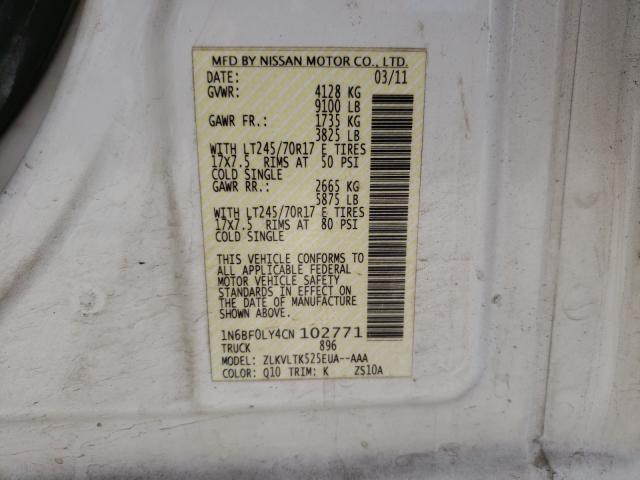 MFD BY NISSAN MOTOR CO., LTD.
DATE: 03/11
GVWR: 4128 KG
9100 LB
GAWR FR.: 1735 KG
3825 LB
WITH LT245/70R17 E TIRES
17X7.5 RIMS AT 50 PSI
COLD SINGLE
GAWR RR.: 2665 KG
5875 LB
WITH LT245/70R17 E TIRES
17X7.5 RIMS AT 80 PSI
COLD SINGLE
THIS VEHICLE CONFORMS TO
ALL APPLICABLE FEDERAL
MOTOR VEHICLE SAFETY
STANDARDS IN EFFECT ON
THE DATE OF MANUFACTURE
SHOWN ABOVE.
1N6BF0LY4CN 102771
TRUCK 896
MODEL: ZLKVLTK525EUA--AAA
COLOR: Q10 TRIM: K ZS10A